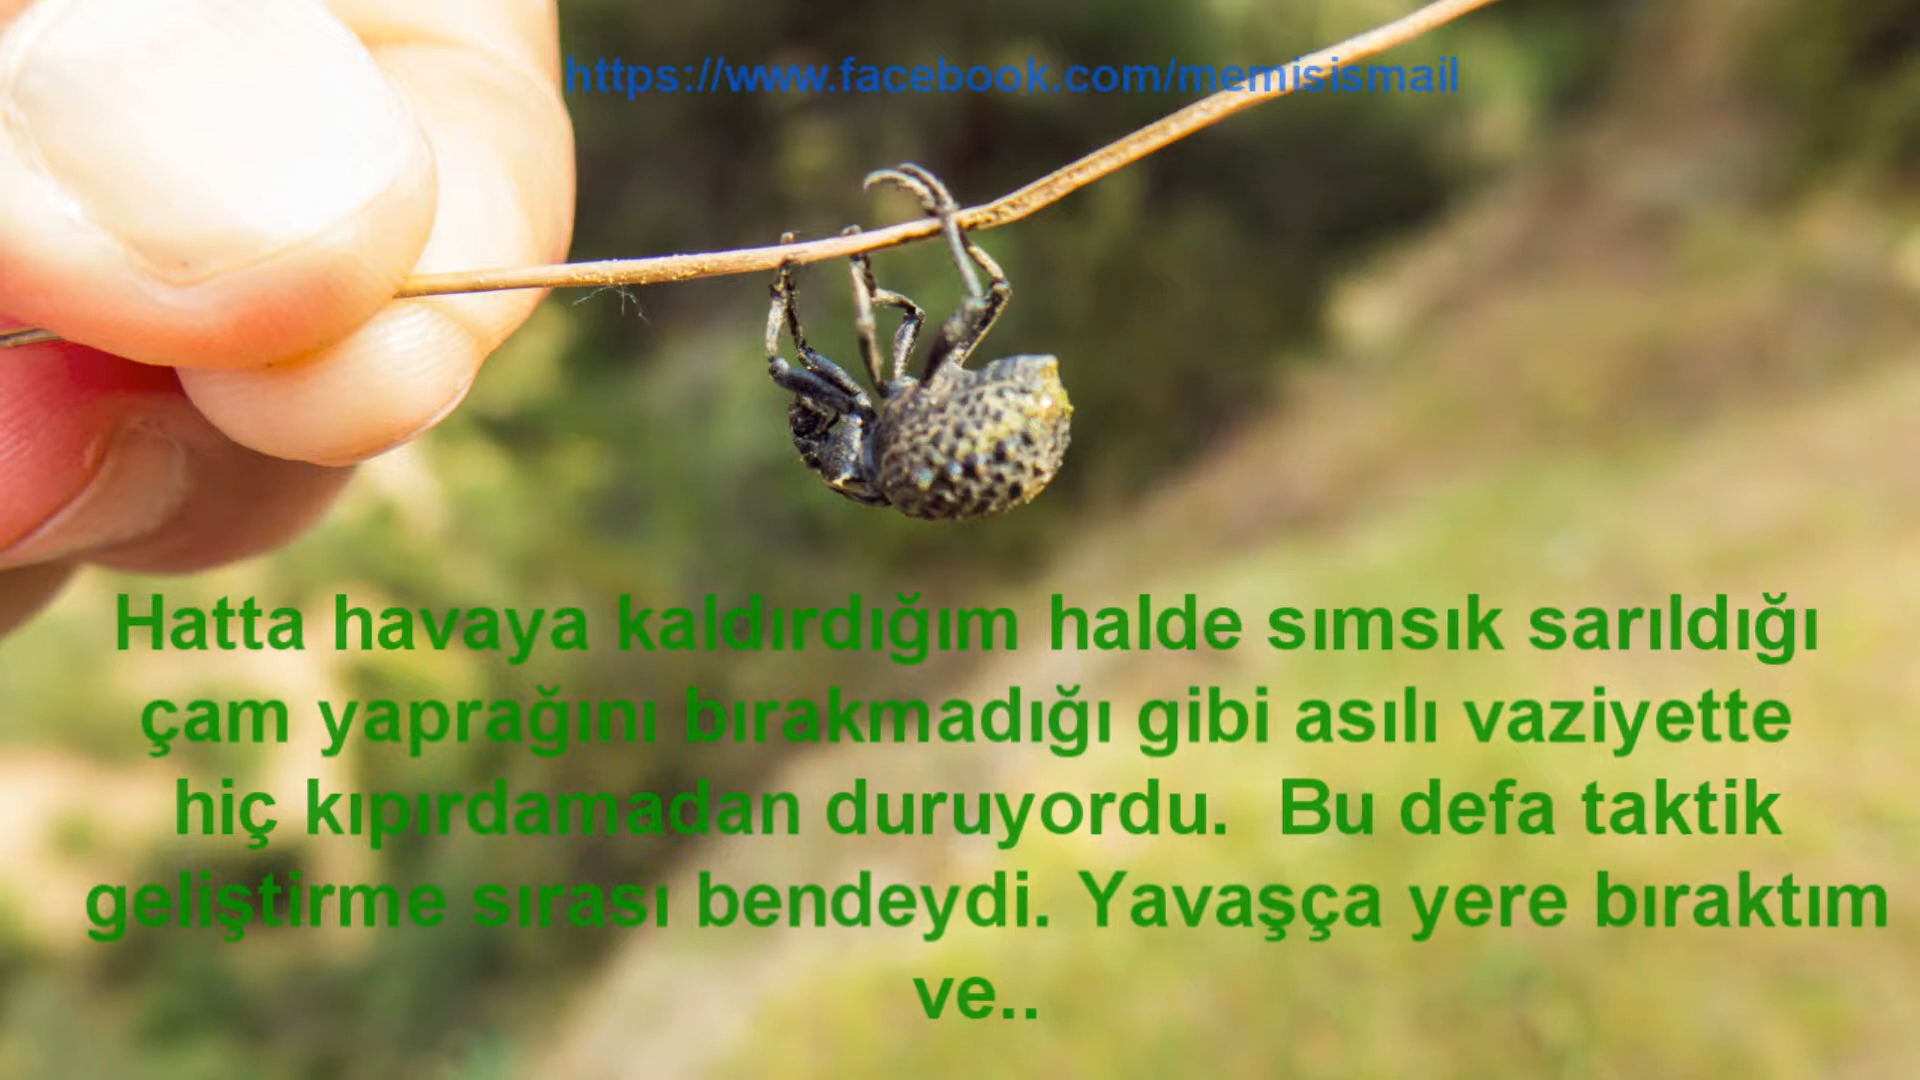 https://www.facebook.com/memisismail
Hatta havaya kaldırdığım halde sımsık sarıldığı
çam yaprağını bırakmadığı gibi asılı vaziyette
hiç kıpırdamadan duruyordu.  Bu defa taktik
geliştirme sırası bendeydi. Yavaşça yere bıraktım
ve..